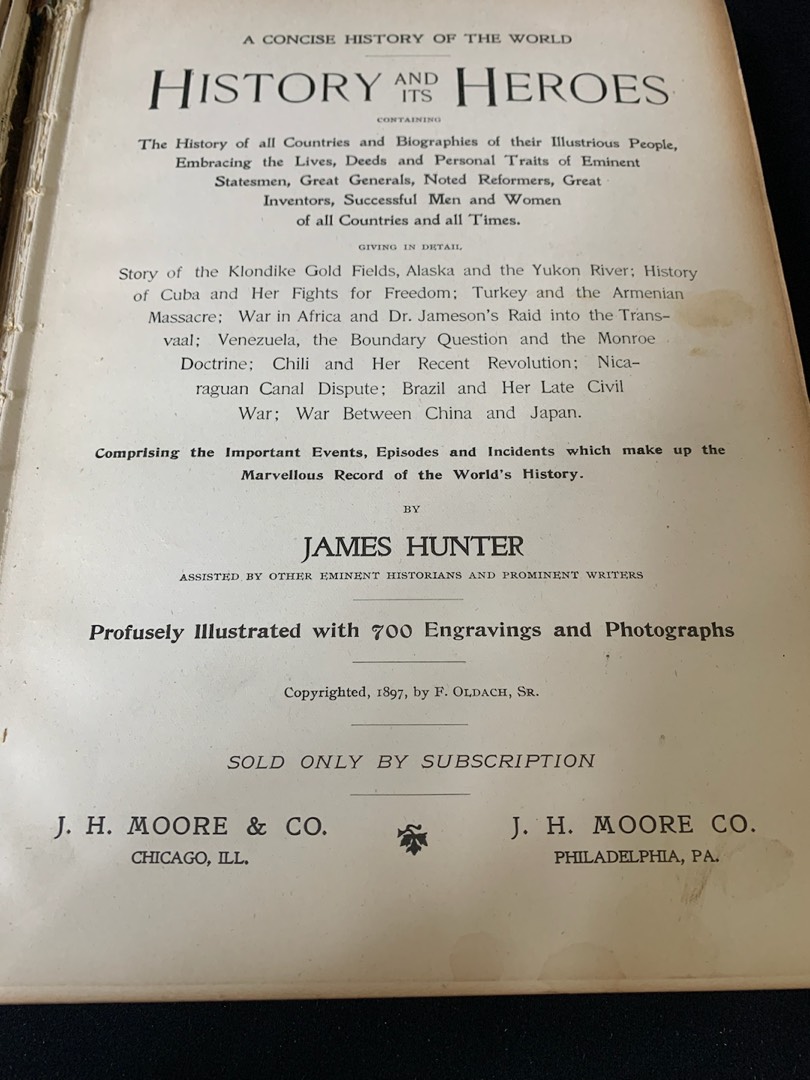 A CONCISE HISTORY OF THE WORLD
HISTORY AND ITS HEROES
CONTAINING
The History of all Countries and Biographies of their Illustrious People,
Embracing the Lives, Deeds and Personal Traits of Eminent
Statesmen, Great Generals, Noted Reformers, Great
Inventors, Successful Men and Women
of all Countries and all Times.
GIVING IN DETAIL
Story of the Klondike Gold Fields, Alaska and the Yukon River; History
of Cuba and Her Fights for Freedom; Turkey and the Armenian
Massacre; War in Africa and Dr. Jameson's Raid into the Trans-
vaal; Venezuela, the Boundary Question and the Monroe
Doctrine; Chili and Her Recent Revolution; Nica-
raguan Canal Dispute; Brazil and Her Late Civil
War; War Between China and Japan.
Comprising the Important Events, Episodes and Incidents which make up the
Marvellous Record of the World's History.
BY
JAMES HUNTER
ASSISTED BY OTHER EMINENT HISTORIANS AND PROMINENT WRITERS
Profusely Illustrated with 700 Engravings and Photographs
Copyrighted, 1897, by F. OLDACH, SR.
SOLD ONLY BY SUBSCRIPTION
J. H. MOORE & CO.
CHICAGO, ILL.
J. H. MOORE CO.
PHILADELPHIA, PA.